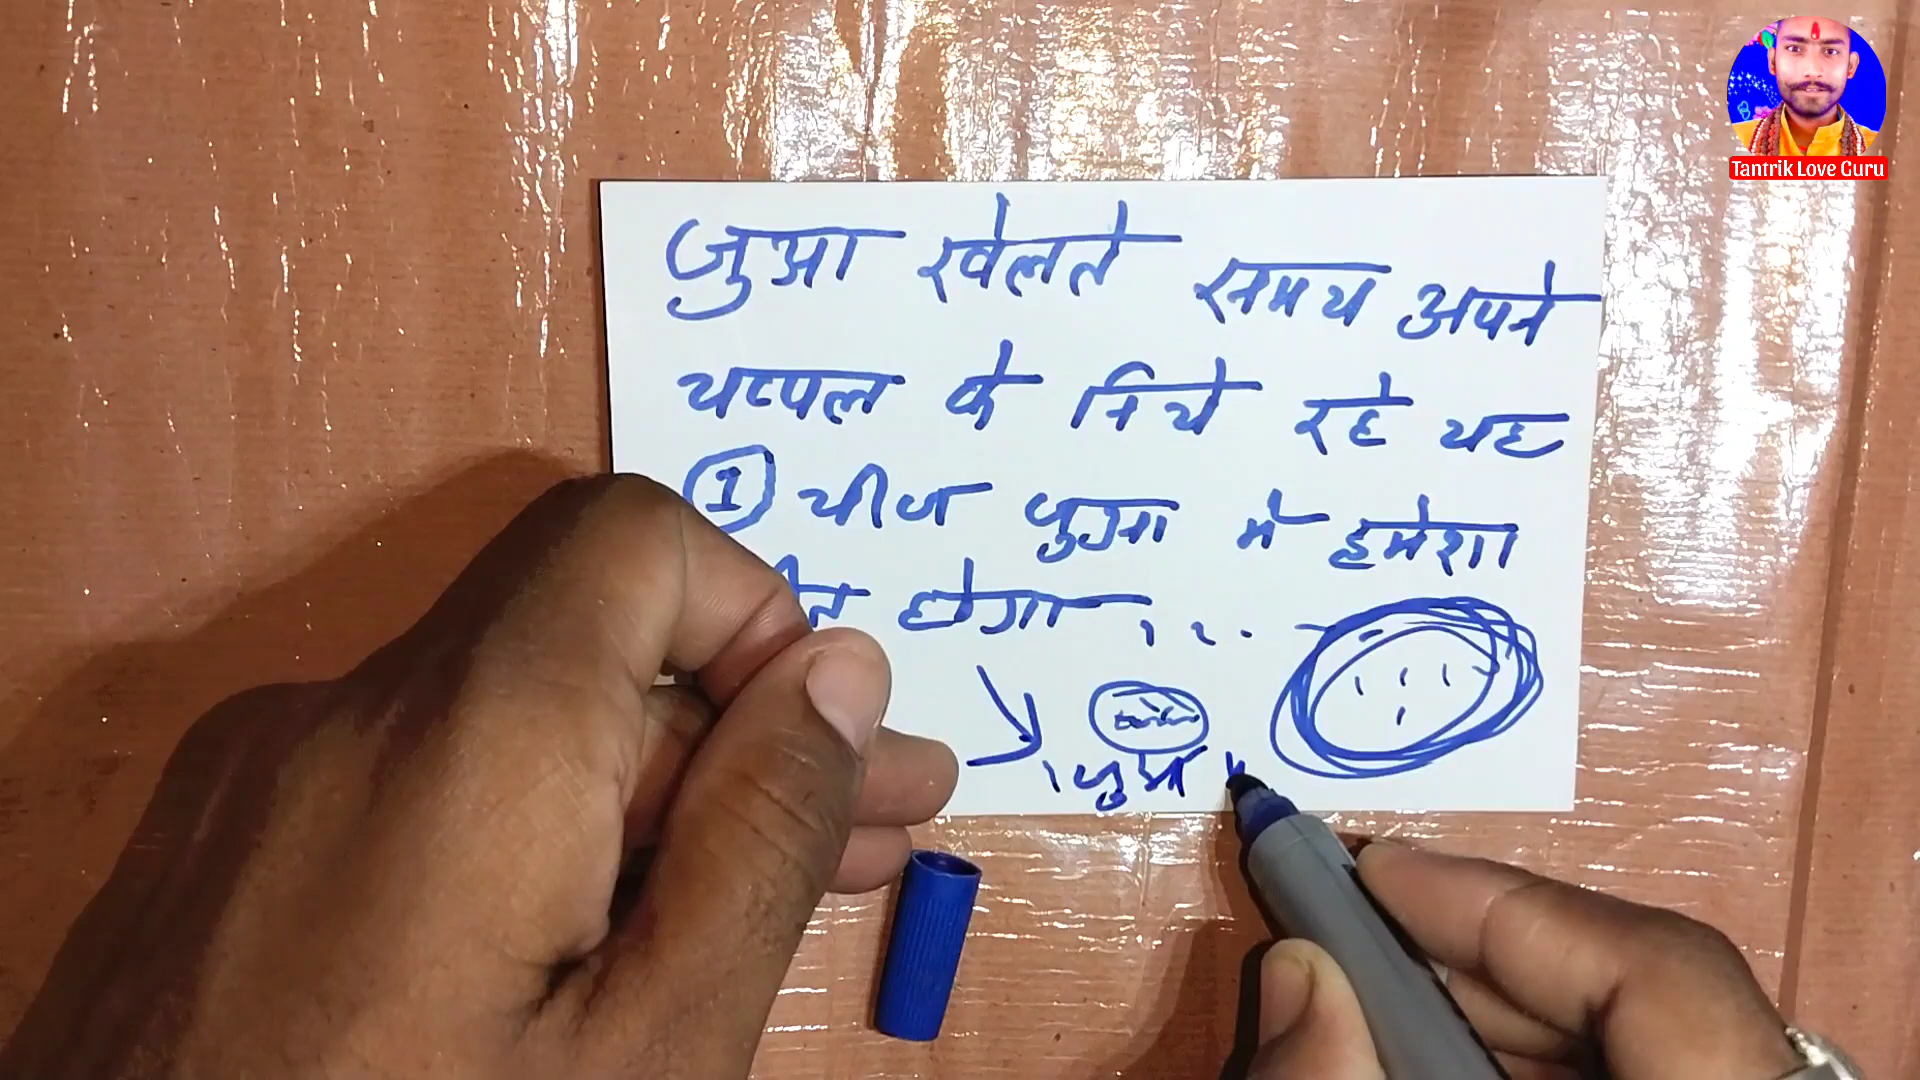 Tantrik Love Guru
जुआ खेलते समय अपने
चप्पल के निचे रहे यह
1 चीज जुआ मे हमेशा
होगा
जुआ